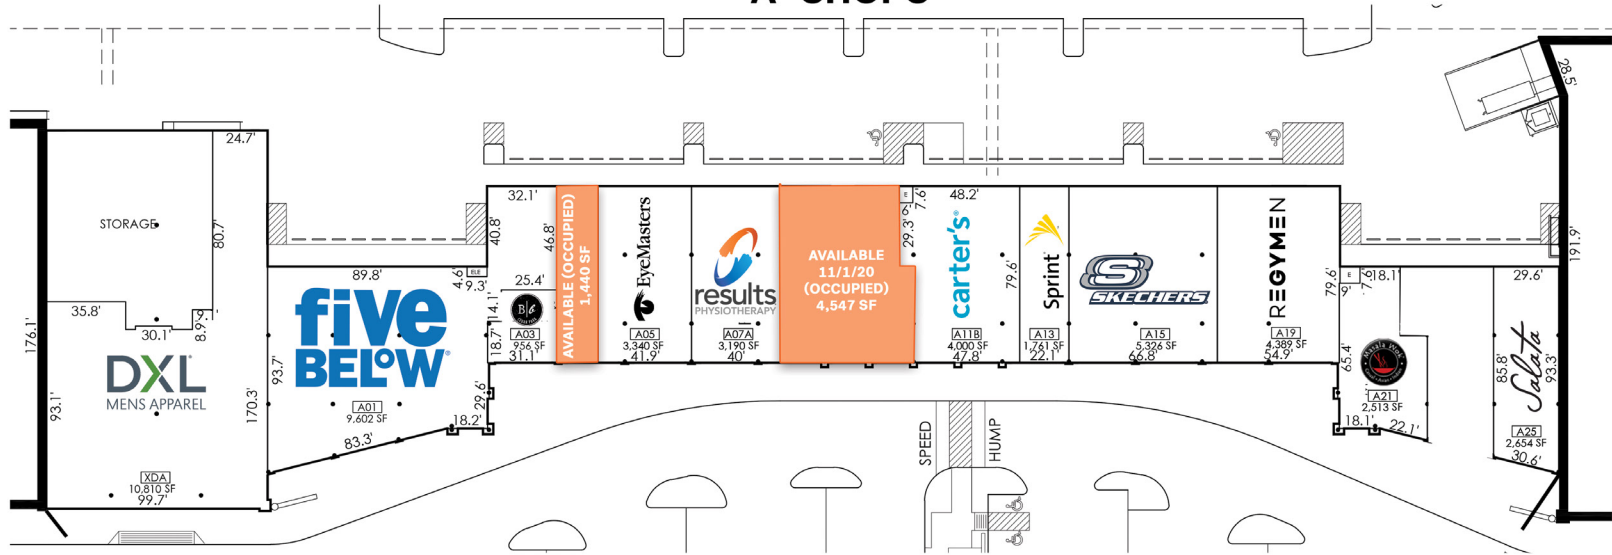 24.7'
STORAGE
80.7'
35.8'
30.1'
8.9'
9.1'
176.1'
DXL
MENS APPAREL
93.1'
170.3'
XDA
10,810 SF
99.7'
89.8'
4.6'
ELE
9.3'
five
BELOW
93.7'
A01
9,602 SF
83.3'
18.2'
29.6'
32.1'
40.8'
46.8'
25.4'
14.1'
18.7'
B
A03
956 SF
31.1'
AVAILABLE (OCCUPIED)
1,440 SF
EyeMasters
A05
3,340 SF
41.9'
results
PHYSIOTHERAPY
A07A
3,190 SF
40'
AVAILABLE
11/1/20
(OCCUPIED)
4,547 SF
E
7.6'
6'
29.3'
48.2'
carter's
79.6'
A11B
4,000 SF
47.8'
Sprint
A13
1,761 SF
22.1'
S
SKECHERS
A15
5,326 SF
66.8'
REGYMEN
A19
4,389 SF
54.9'
79.6'
E
9'
7.6'
18.1'
65.4'
Masala Wok
A21
2,513 SF
18.1'
22.1'
29.6'
85.8'
Salata
93.3'
A25
2,654 SF
30.6'
28.5'
191.9'
SPEED
HUMP